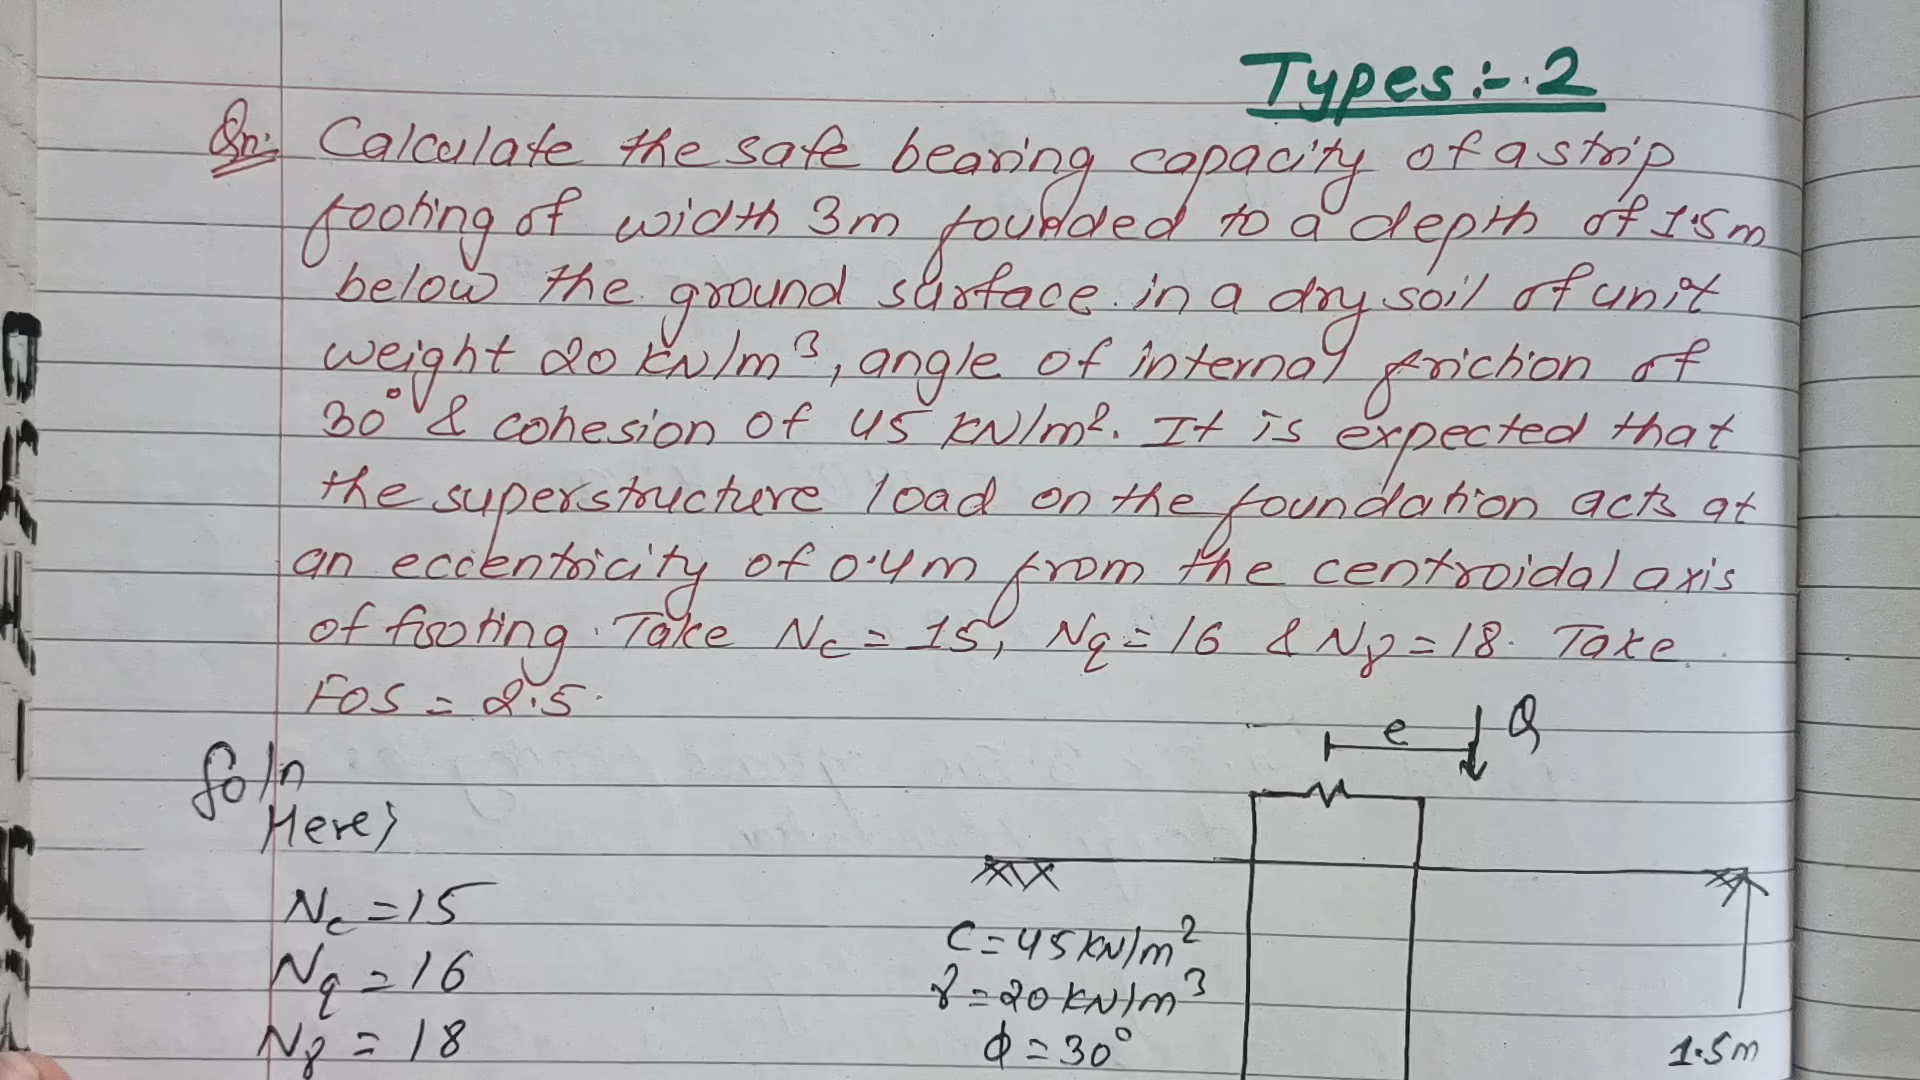 Types:- 2
Qn:- Calculate the safe bearing capacity of a strip
footing of width 3m founded to a depth of 1.5m
below the ground surface in a dry soil of unit
weight 20 kN/m³, angle of internal friction of
30° & cohesion of 45 kN/m². It is expected that
the superstructure load on the foundation acts at
an eccentricity of 0.4m from the centroidal axis
of footing. Take Nc = 15, Nq = 16 & Nγ = 18. Take
FOS = 2.5.
e Q
Soln
Here,
Nc = 15
C = 45 kN/m²
Nq = 16
γ = 20 kN/m³
Nγ = 18
φ = 30°
1.5m